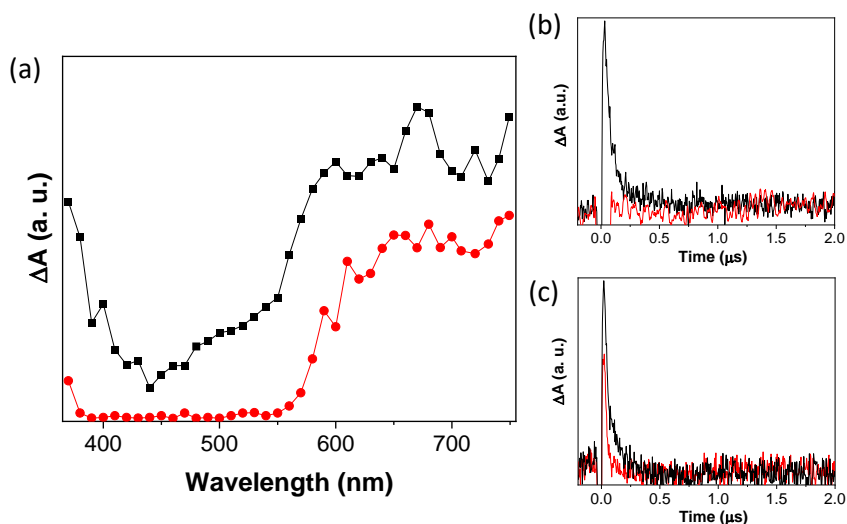 (a)
ΔA (a. u.)
400
500
600
700
Wavelength (nm)
(b)
ΔA (a.u.)
0.0
0.5
1.0
1.5
2.0
Time (μs)
(c)
ΔA (a. u.)
0.0
0.5
1.0
1.5
2.0
Time (μs)